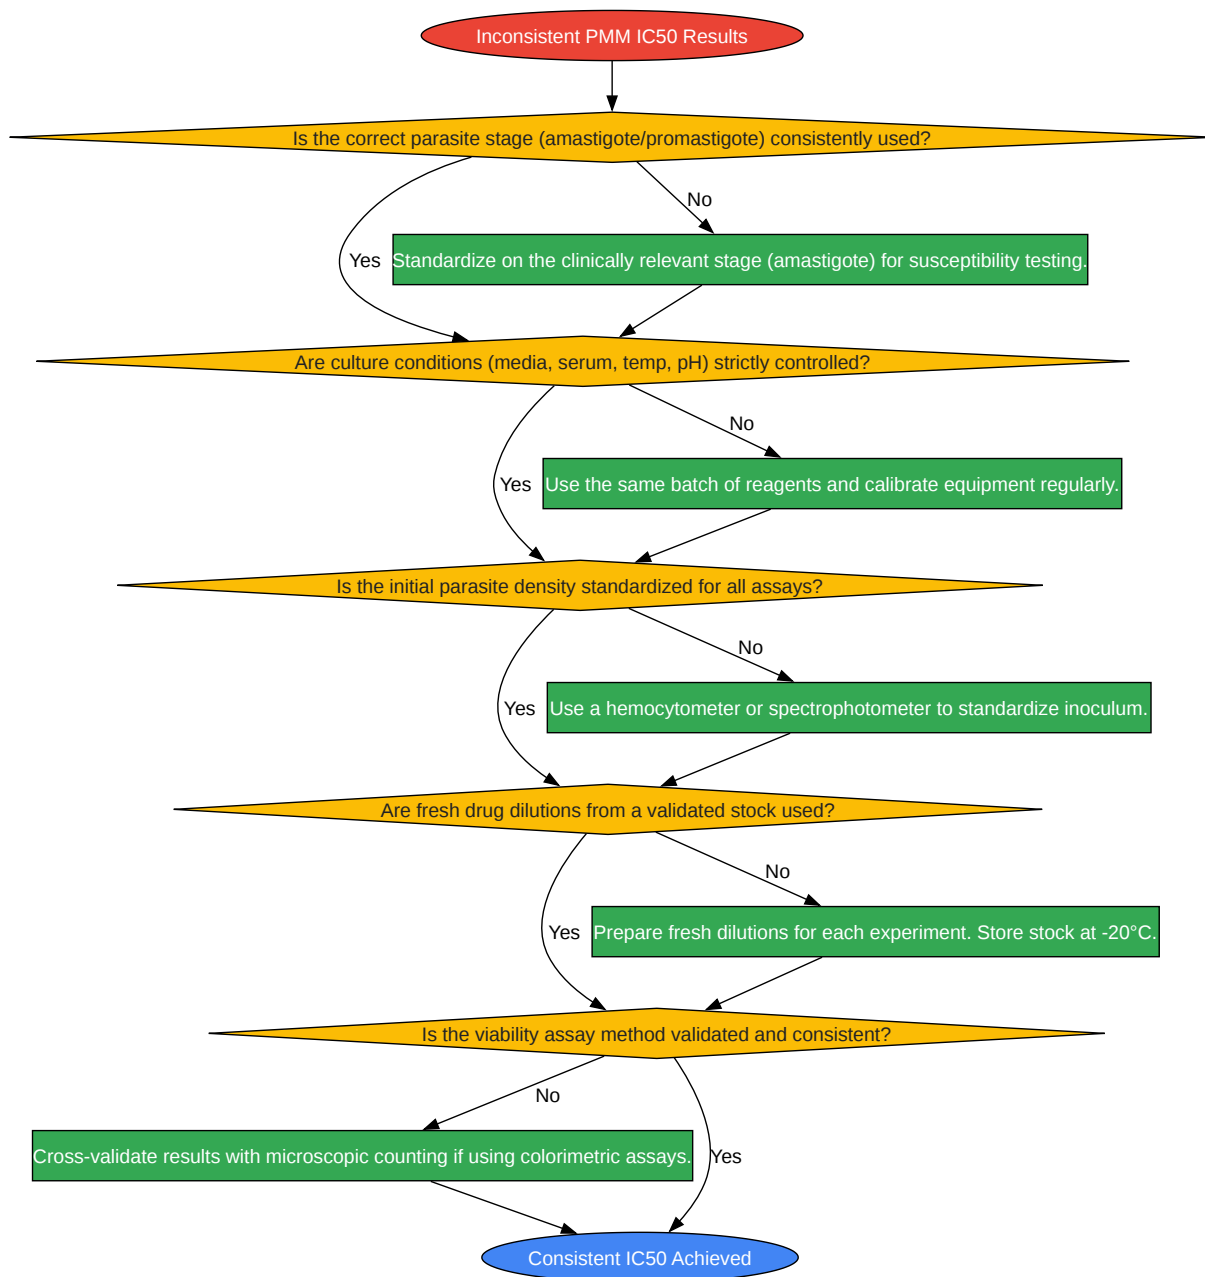 Inconsistent PMM IC50 Results
Is the correct parasite stage (amastigote/promastigote) consistently used?
No
Yes
Standardize on the clinically relevant stage (amastigote) for susceptibility testing.
Are culture conditions (media, serum, temp, pH) strictly controlled?
No
Yes
Use the same batch of reagents and calibrate equipment regularly.
Is the initial parasite density standardized for all assays?
No
Yes
Use a hemocytometer or spectrophotometer to standardize inoculum.
Are fresh drug dilutions from a validated stock used?
No
Yes
Prepare fresh dilutions for each experiment. Store stock at -20°C.
Is the viability assay method validated and consistent?
No
Cross-validate results with microscopic counting if using colorimetric assays.
Yes
Consistent IC50 Achieved